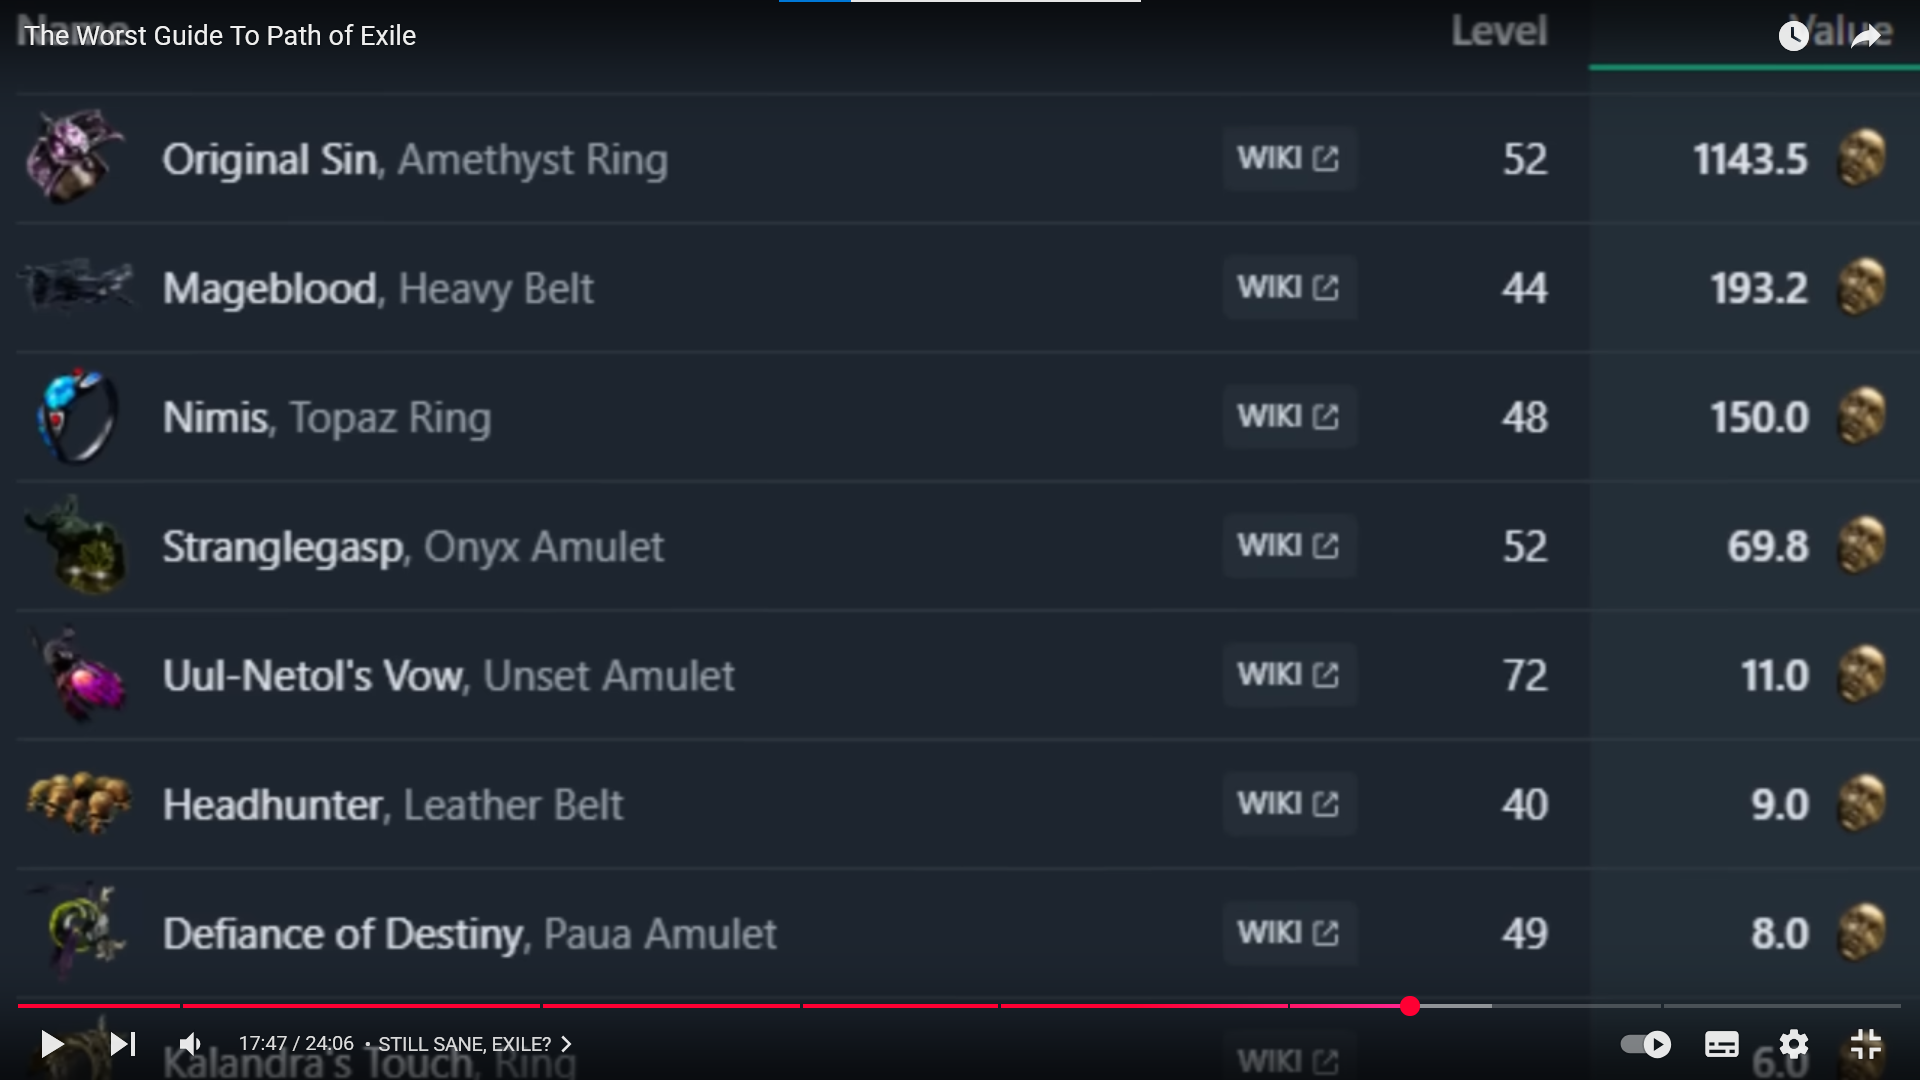 The Worst Guide To Path of Exile
Name Level Value
Original Sin, Amethyst Ring WIKI 52 1143.5
Mageblood, Heavy Belt WIKI 44 193.2
Nimis, Topaz Ring WIKI 48 150.0
Stranglegasp, Onyx Amulet WIKI 52 69.8
Uul-Netol's Vow, Unset Amulet WIKI 72 11.0
Headhunter, Leather Belt WIKI 40 9.0
Defiance of Destiny, Paua Amulet WIKI 49 8.0
17:47 / 24:06 • STILL SANE, EXILE?
Kalandra's Touch, Ring WIKI 6.0